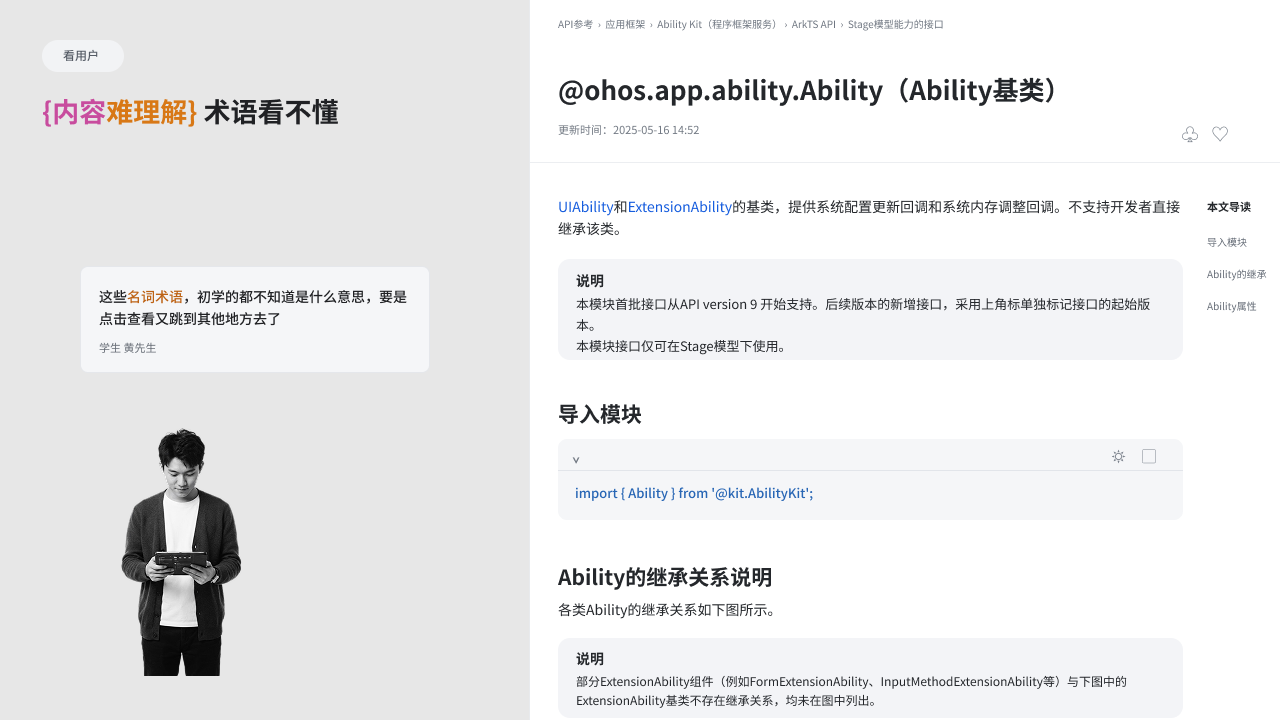 看用户
{内容难理解} 术语看不懂
这些名词术语，初学的都不知道是什么意思，要是
点击查看又跳到其他地方去了
学生 黄先生
API参考 › 应用框架 › Ability Kit（程序框架服务） › ArkTS API › Stage模型能力的接口
@ohos.app.ability.Ability（Ability基类）
更新时间：2025-05-16 14:52
UIAbility和ExtensionAbility的基类，提供系统配置更新回调和系统内存调整回调。不支持开发者直接
继承该类。
说明
本模块首批接口从API version 9 开始支持。后续版本的新增接口，采用上角标单独标记接口的起始版
本。
本模块接口仅可在Stage模型下使用。
导入模块
import { Ability } from '@kit.AbilityKit';
Ability的继承关系说明
各类Ability的继承关系如下图所示。
说明
部分ExtensionAbility组件（例如FormExtensionAbility、InputMethodExtensionAbility等）与下图中的
ExtensionAbility基类不存在继承关系，均未在图中列出。
本文导读
导入模块
Ability的继承
Ability属性